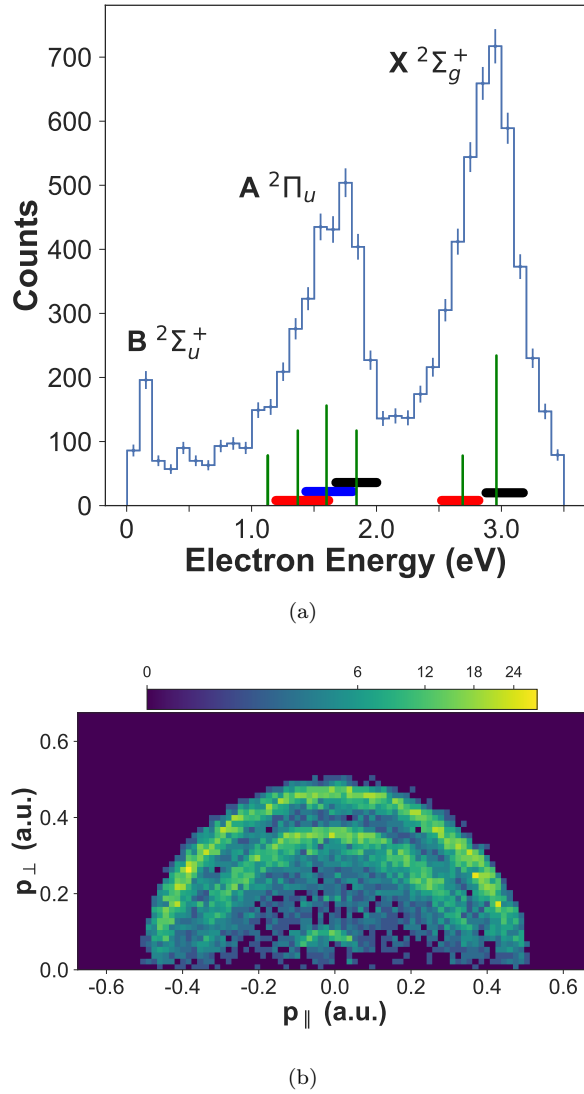 700
600
500
400
300
200
100
0
Counts
X ²Σg⁺
A ²Πu
B ²Σu⁺
0 1.0 2.0 3.0
Electron Energy (eV)
(a)
0 6 12 18 24
0.6
0.4
0.2
0.0
p⊥ (a.u.)
-0.6 -0.4 -0.2 0.0 0.2 0.4 0.6
p∥ (a.u.)
(b)